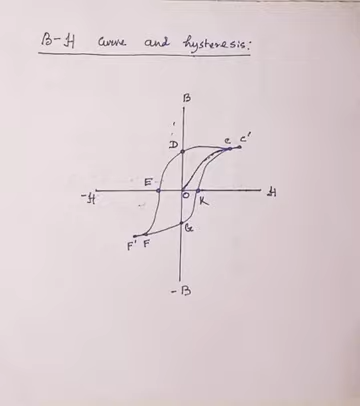 B-H curve and hysteresis:
B
D
C C'
E
-H
O
K
H
G
F' F
-B